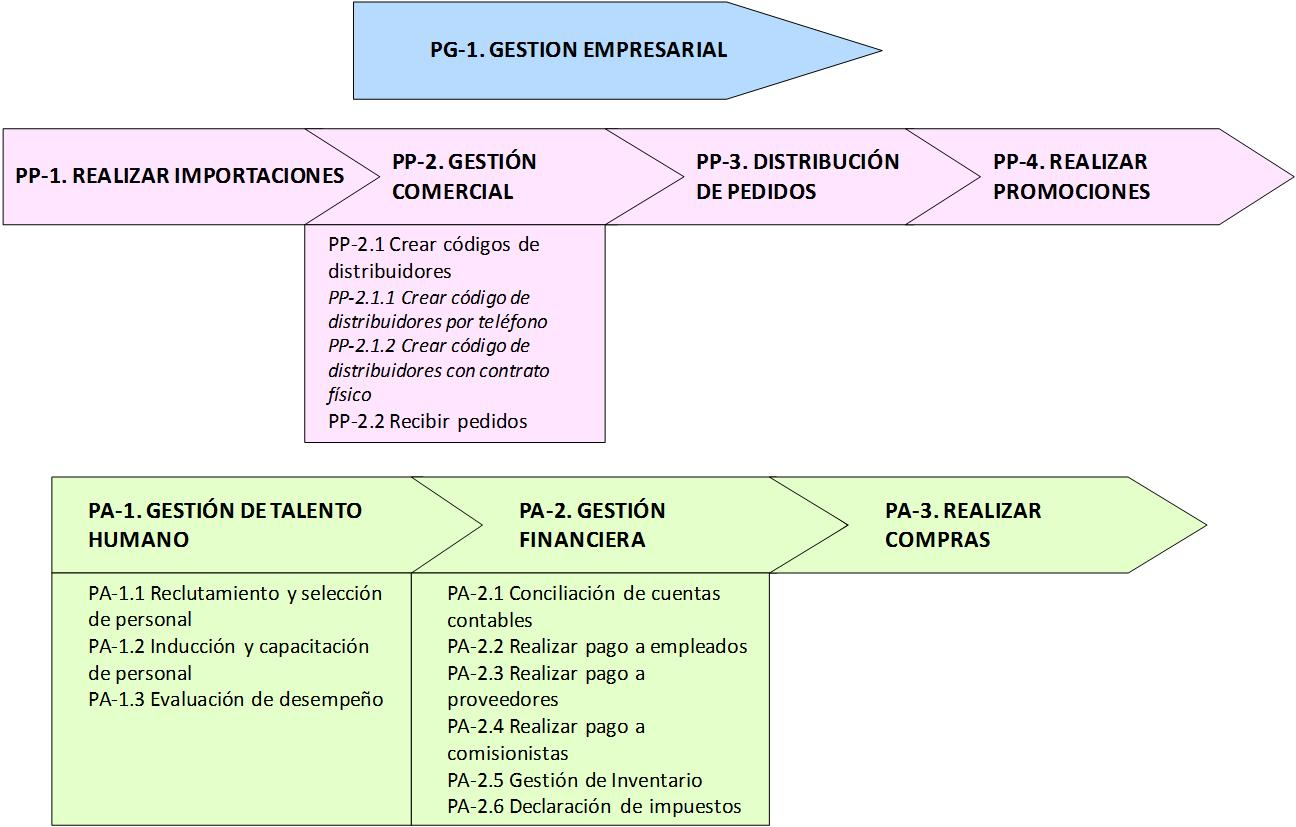 PG-1. GESTION EMPRESARIAL
PP-1. REALIZAR IMPORTACIONES
PP-2. GESTIÓN
COMERCIAL
PP-3. DISTRIBUCIÓN
DE PEDIDOS
PP-4. REALIZAR
PROMOCIONES
PP-2.1 Crear códigos de
distribuidores
PP-2.1.1 Crear código de
distribuidores por teléfono
PP-2.1.2 Crear código de
distribuidores con contrato
físico
PP-2.2 Recibir pedidos
PA-1. GESTIÓN DE TALENTO
HUMANO
PA-2. GESTIÓN
FINANCIERA
PA-3. REALIZAR
COMPRAS
PA-1.1 Reclutamiento y selección
de personal
PA-1.2 Inducción y capacitación
de personal
PA-1.3 Evaluación de desempeño
PA-2.1 Conciliación de cuentas
contables
PA-2.2 Realizar pago a empleados
PA-2.3 Realizar pago a
proveedores
PA-2.4 Realizar pago a
comisionistas
PA-2.5 Gestión de Inventario
PA-2.6 Declaración de impuestos